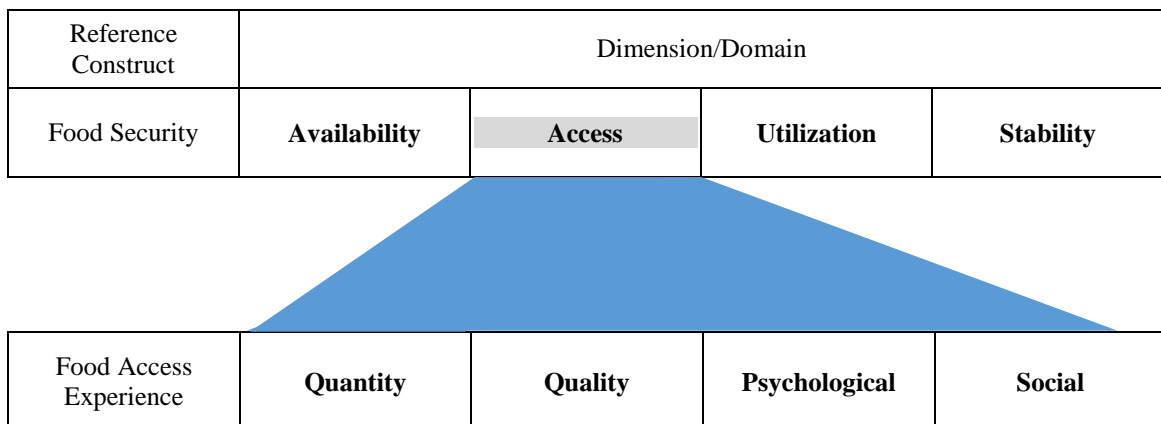 Reference
Construct
Dimension/Domain
Food Security
Availability
Access
Utilization
Stability
Food Access
Experience
Quantity
Quality
Psychological
Social